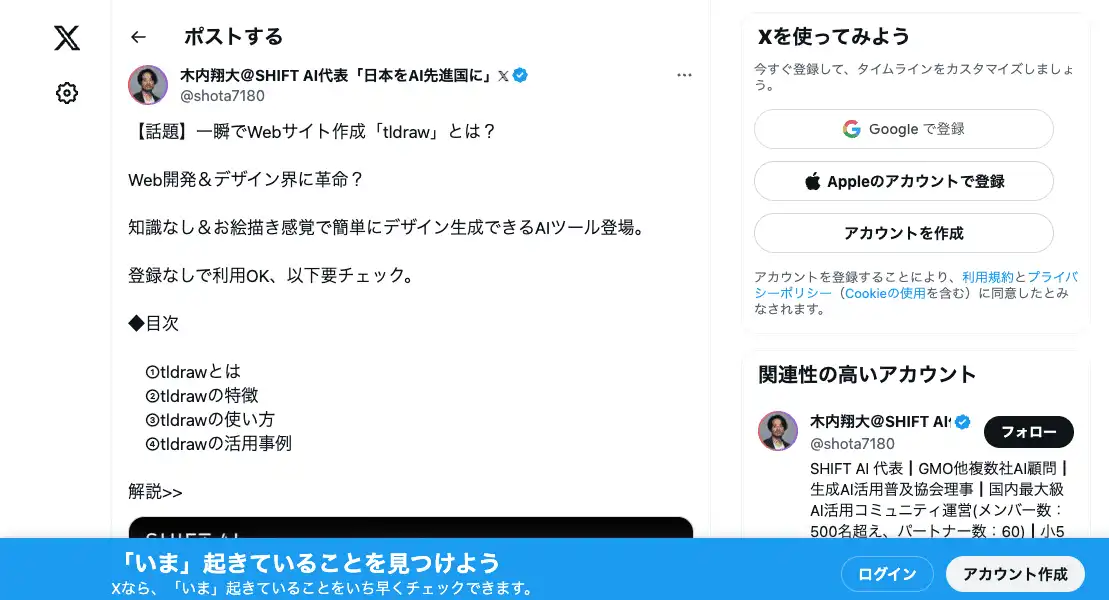 ポストする
木内翔大@SHIFT AI代表「日本をAI先進国に」𝕏
@shota7180
【話題】一瞬でWebサイト作成「tldraw」とは？
Web開発＆デザイン界に革命？
知識なし＆お絵描き感覚で簡単にデザイン生成できるAIツール登場。
登録なしで利用OK、以下要チェック。
◆目次
①tldrawとは
②tldrawの特徴
③tldrawの使い方
④tldrawの活用事例
解説>>
SHIFT AI
Xを使ってみよう
今すぐ登録して、タイムラインをカスタマイズしましょ
う。
Google で登録
Appleのアカウントで登録
アカウントを作成
アカウントを登録することにより、利用規約とプライバ
シーポリシー（Cookieの使用を含む）に同意したとみ
なされます。
関連性の高いアカウント
木内翔大@SHIFT AI
@shota7180
フォロー
SHIFT AI 代表┃GMO他複数社AI顧問┃
生成AI活用普及協会理事┃国内最大級
AI活用コミュニティ運営(メンバー数：
500名超え、パートナー数：60)┃小5
「いま」起きていることを見つけよう
Xなら、「いま」起きていることをいち早くチェックできます。
ログイン
アカウント作成